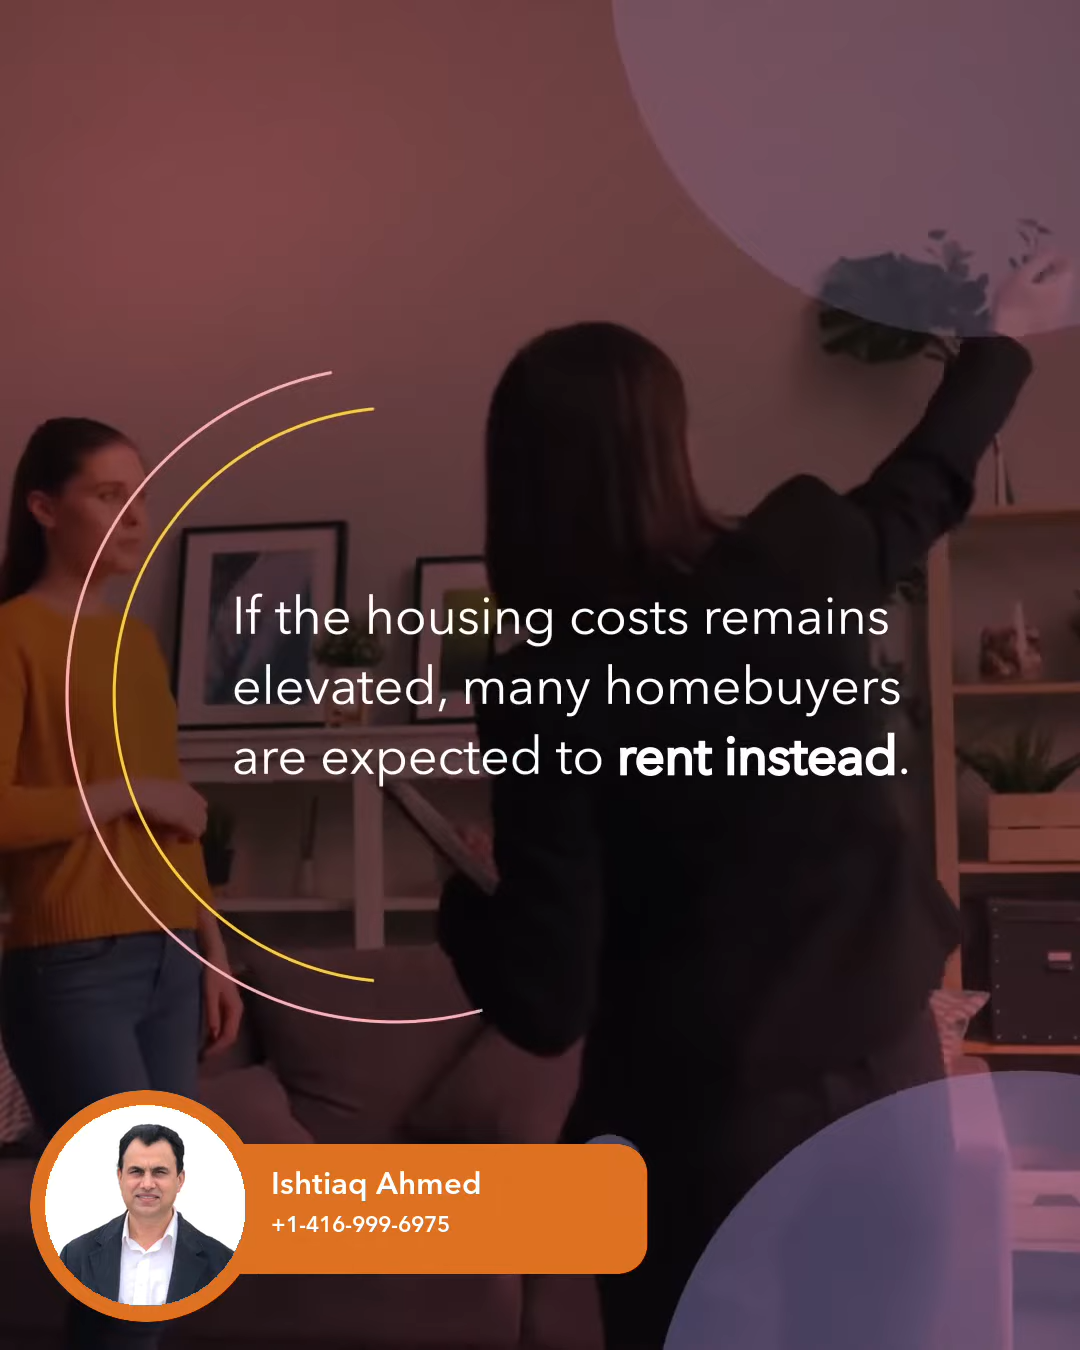 If the housing costs remains
elevated, many homebuyers
are expected to rent instead.
Ishtiaq Ahmed
+1-416-999-6975